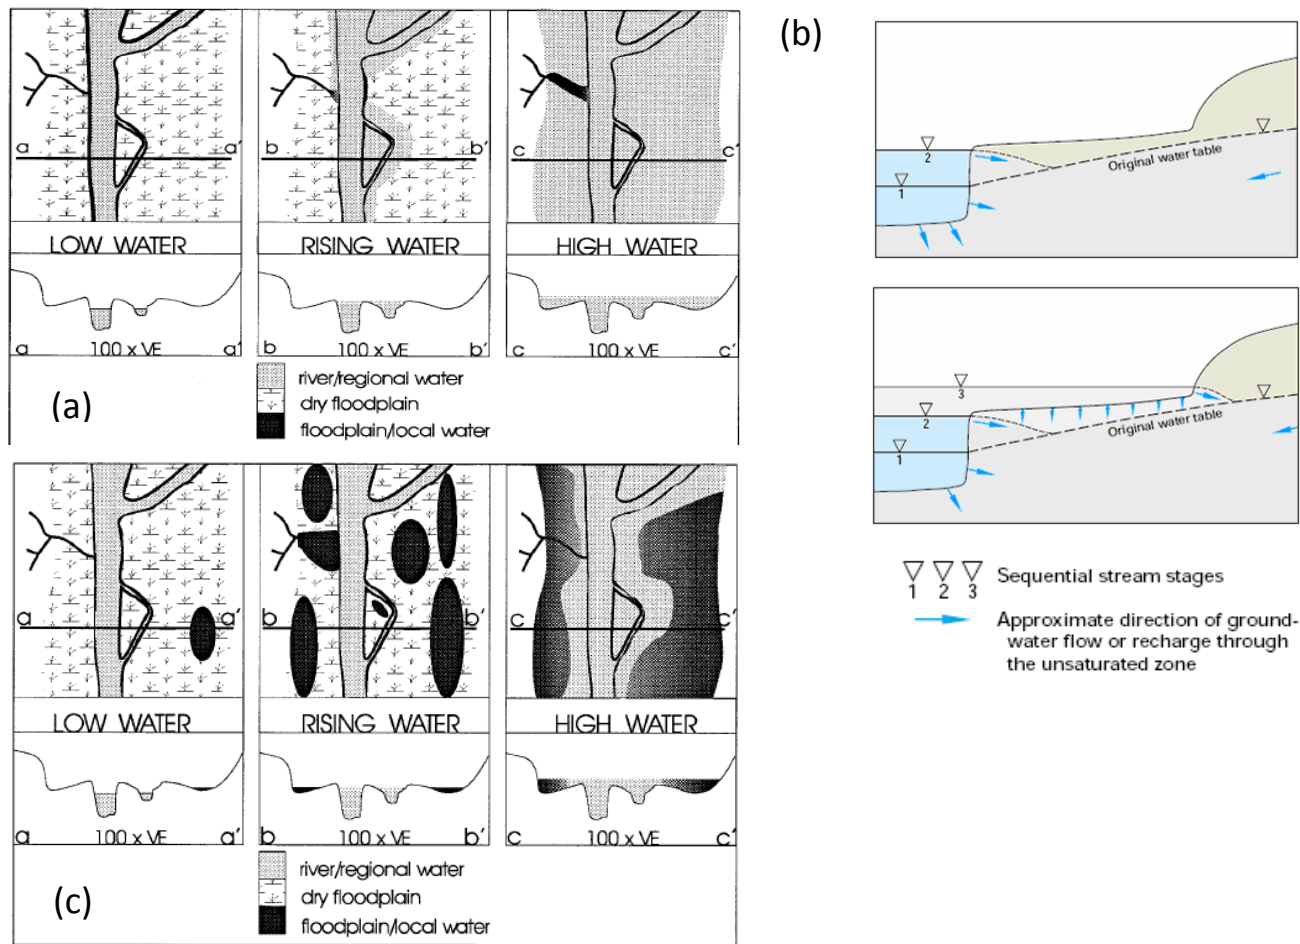 a a'
b b'
c c'
LOW WATER RISING WATER HIGH WATER
a 100 x VE a'
b 100 x VE b'
c 100 x VE c'
river/regional water
dry floodplain
floodplain/local water
(a)
(b)
2
1
Original water table
3
2
1
Original water table
1 2 3 Sequential stream stages
Approximate direction of ground-
water flow or recharge through
the unsaturated zone
a a'
b b'
c c'
LOW WATER RISING WATER HIGH WATER
a 100 x VE a'
b 100 x VE b'
c 100 x VE c'
river/regional water
dry floodplain
floodplain/local water
(c)